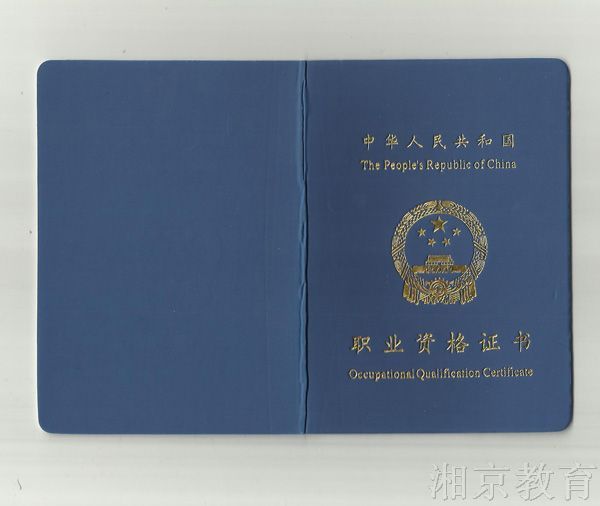 中华人民共和国
The People's Republic of China
职业资格证书
Occupational Qualification Certificate
湘京教育